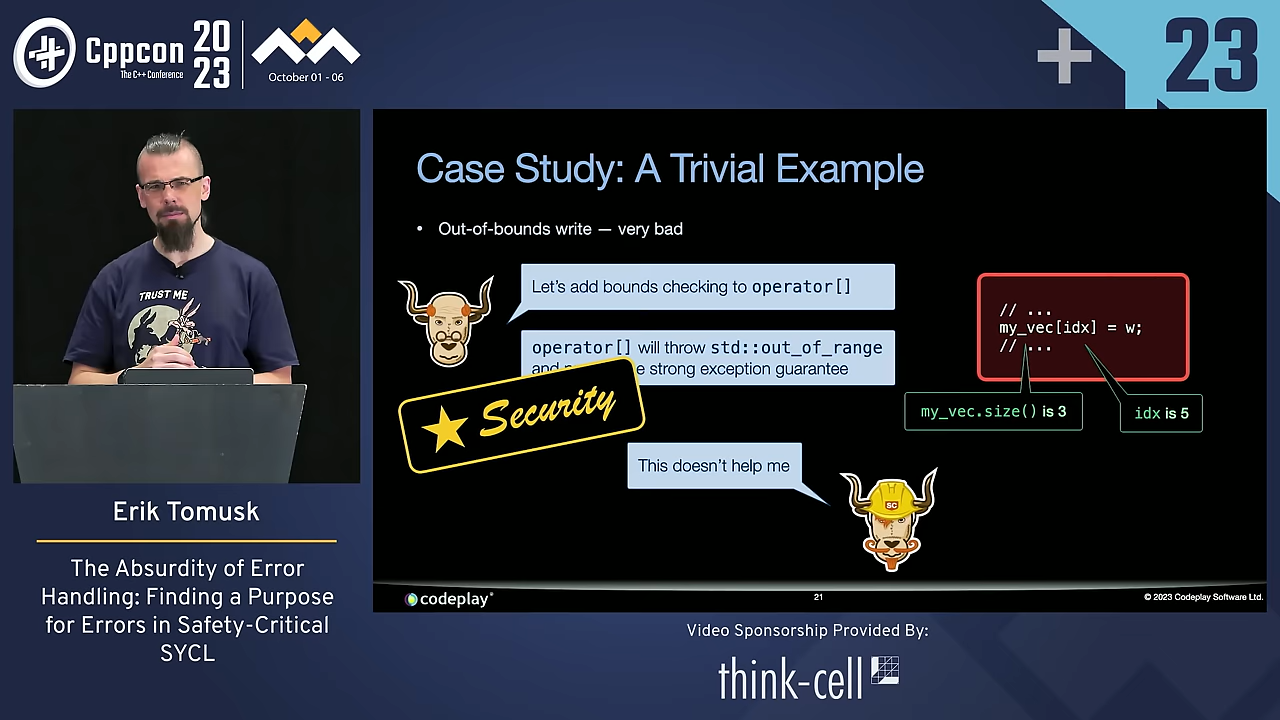 Cppcon
The C++ Conference
20
23
October 01 - 06
23
TRUST ME
Erik Tomusk
The Absurdity of Error
Handling: Finding a Purpose
for Errors in Safety-Critical
SYCL
Case Study: A Trivial Example
• Out-of-bounds write — very bad
Let's add bounds checking to operator[]
operator[] will throw std::out_of_range
and e strong exception guarantee
Security
This doesn't help me
SC
// ...
my_vec[idx] = w;
// ...
my_vec.size() is 3
idx is 5
codeplay®
21
© 2023 Codeplay Software Ltd.
Video Sponsorship Provided By:
think-cell